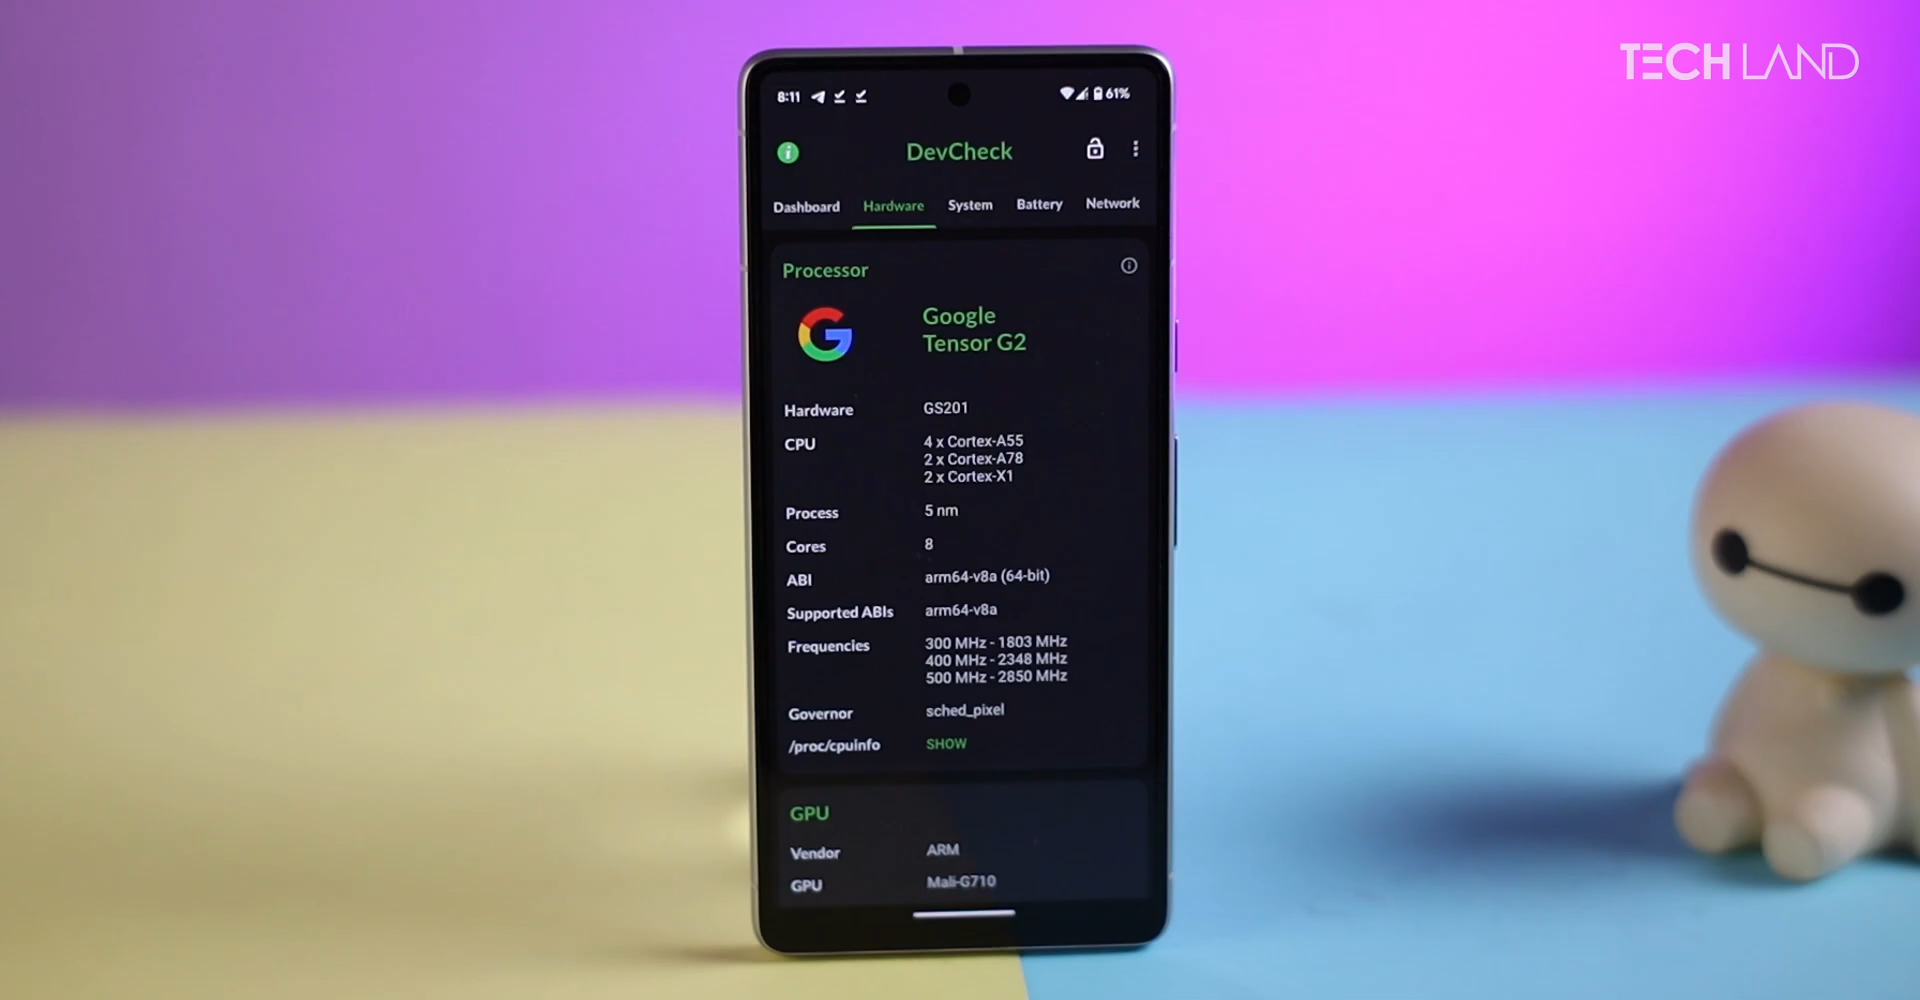 TECH LAND
8:11
61%
DevCheck
Dashboard Hardware System Battery Network
Processor
Google
Tensor G2
Hardware GS201
CPU 4 x Cortex-A55
2 x Cortex-A78
2 x Cortex-X1
Process 5 nm
Cores 8
ABI arm64-v8a (64-bit)
Supported ABIs arm64-v8a
Frequencies 300 MHz - 1803 MHz
400 MHz - 2348 MHz
500 MHz - 2850 MHz
Governor sched_pixel
/proc/cpuinfo SHOW
GPU
Vendor ARM
GPU Mali-G710